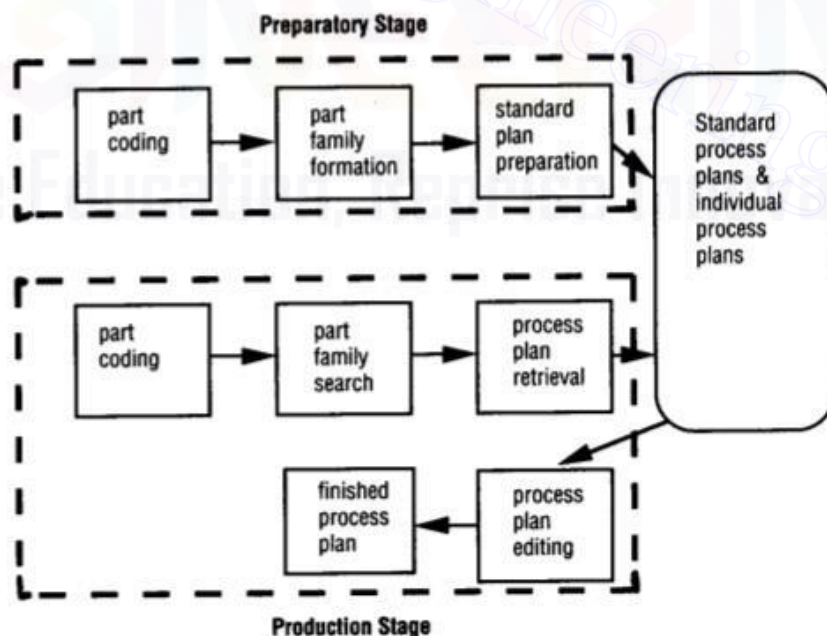 Preparatory Stage
part
coding
part
family
formation
standard
plan
preparation
Standard
process
plans &
individual
process
plans
part
coding
part
family
search
process
plan
retrieval
finished
process
plan
process
plan
editing
Production Stage